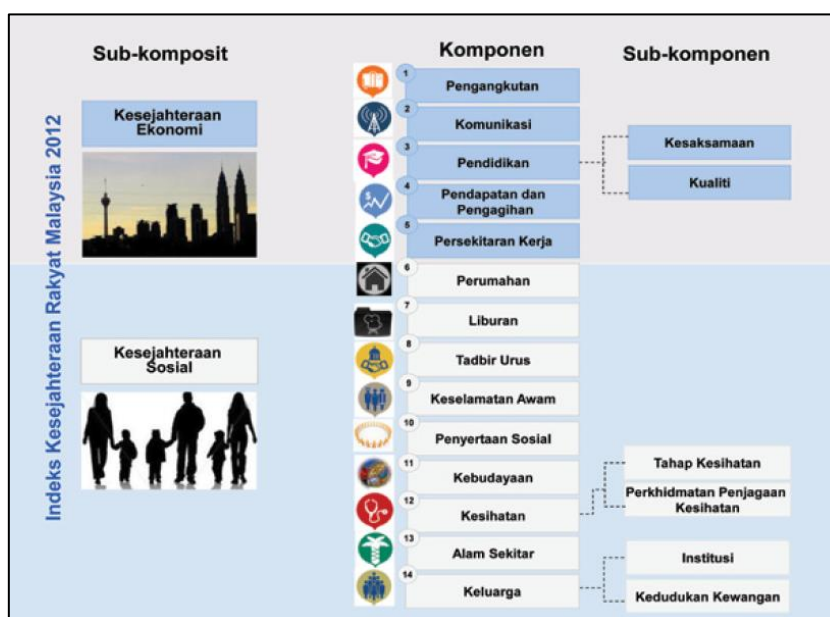 Sub-komposit
Komponen
Sub-komponen
Indeks Kesejahteraan Rakyat Malaysia 2012
Kesejahteraan
Ekonomi
Kesejahteraan
Sosial
1
Pengangkutan
2
Komunikasi
3
Pendidikan
4
Pendapatan dan
Pengagihan
5
Persekitaran Kerja
6
Perumahan
7
Liburan
8
Tadbir Urus
9
Keselamatan Awam
10
Penyertaan Sosial
11
Kebudayaan
12
Kesihatan
13
Alam Sekitar
14
Keluarga
Kesaksamaan
Kualiti
Tahap Kesihatan
Perkhidmatan Penjagaan
Kesihatan
Institusi
Kedudukan Kewangan